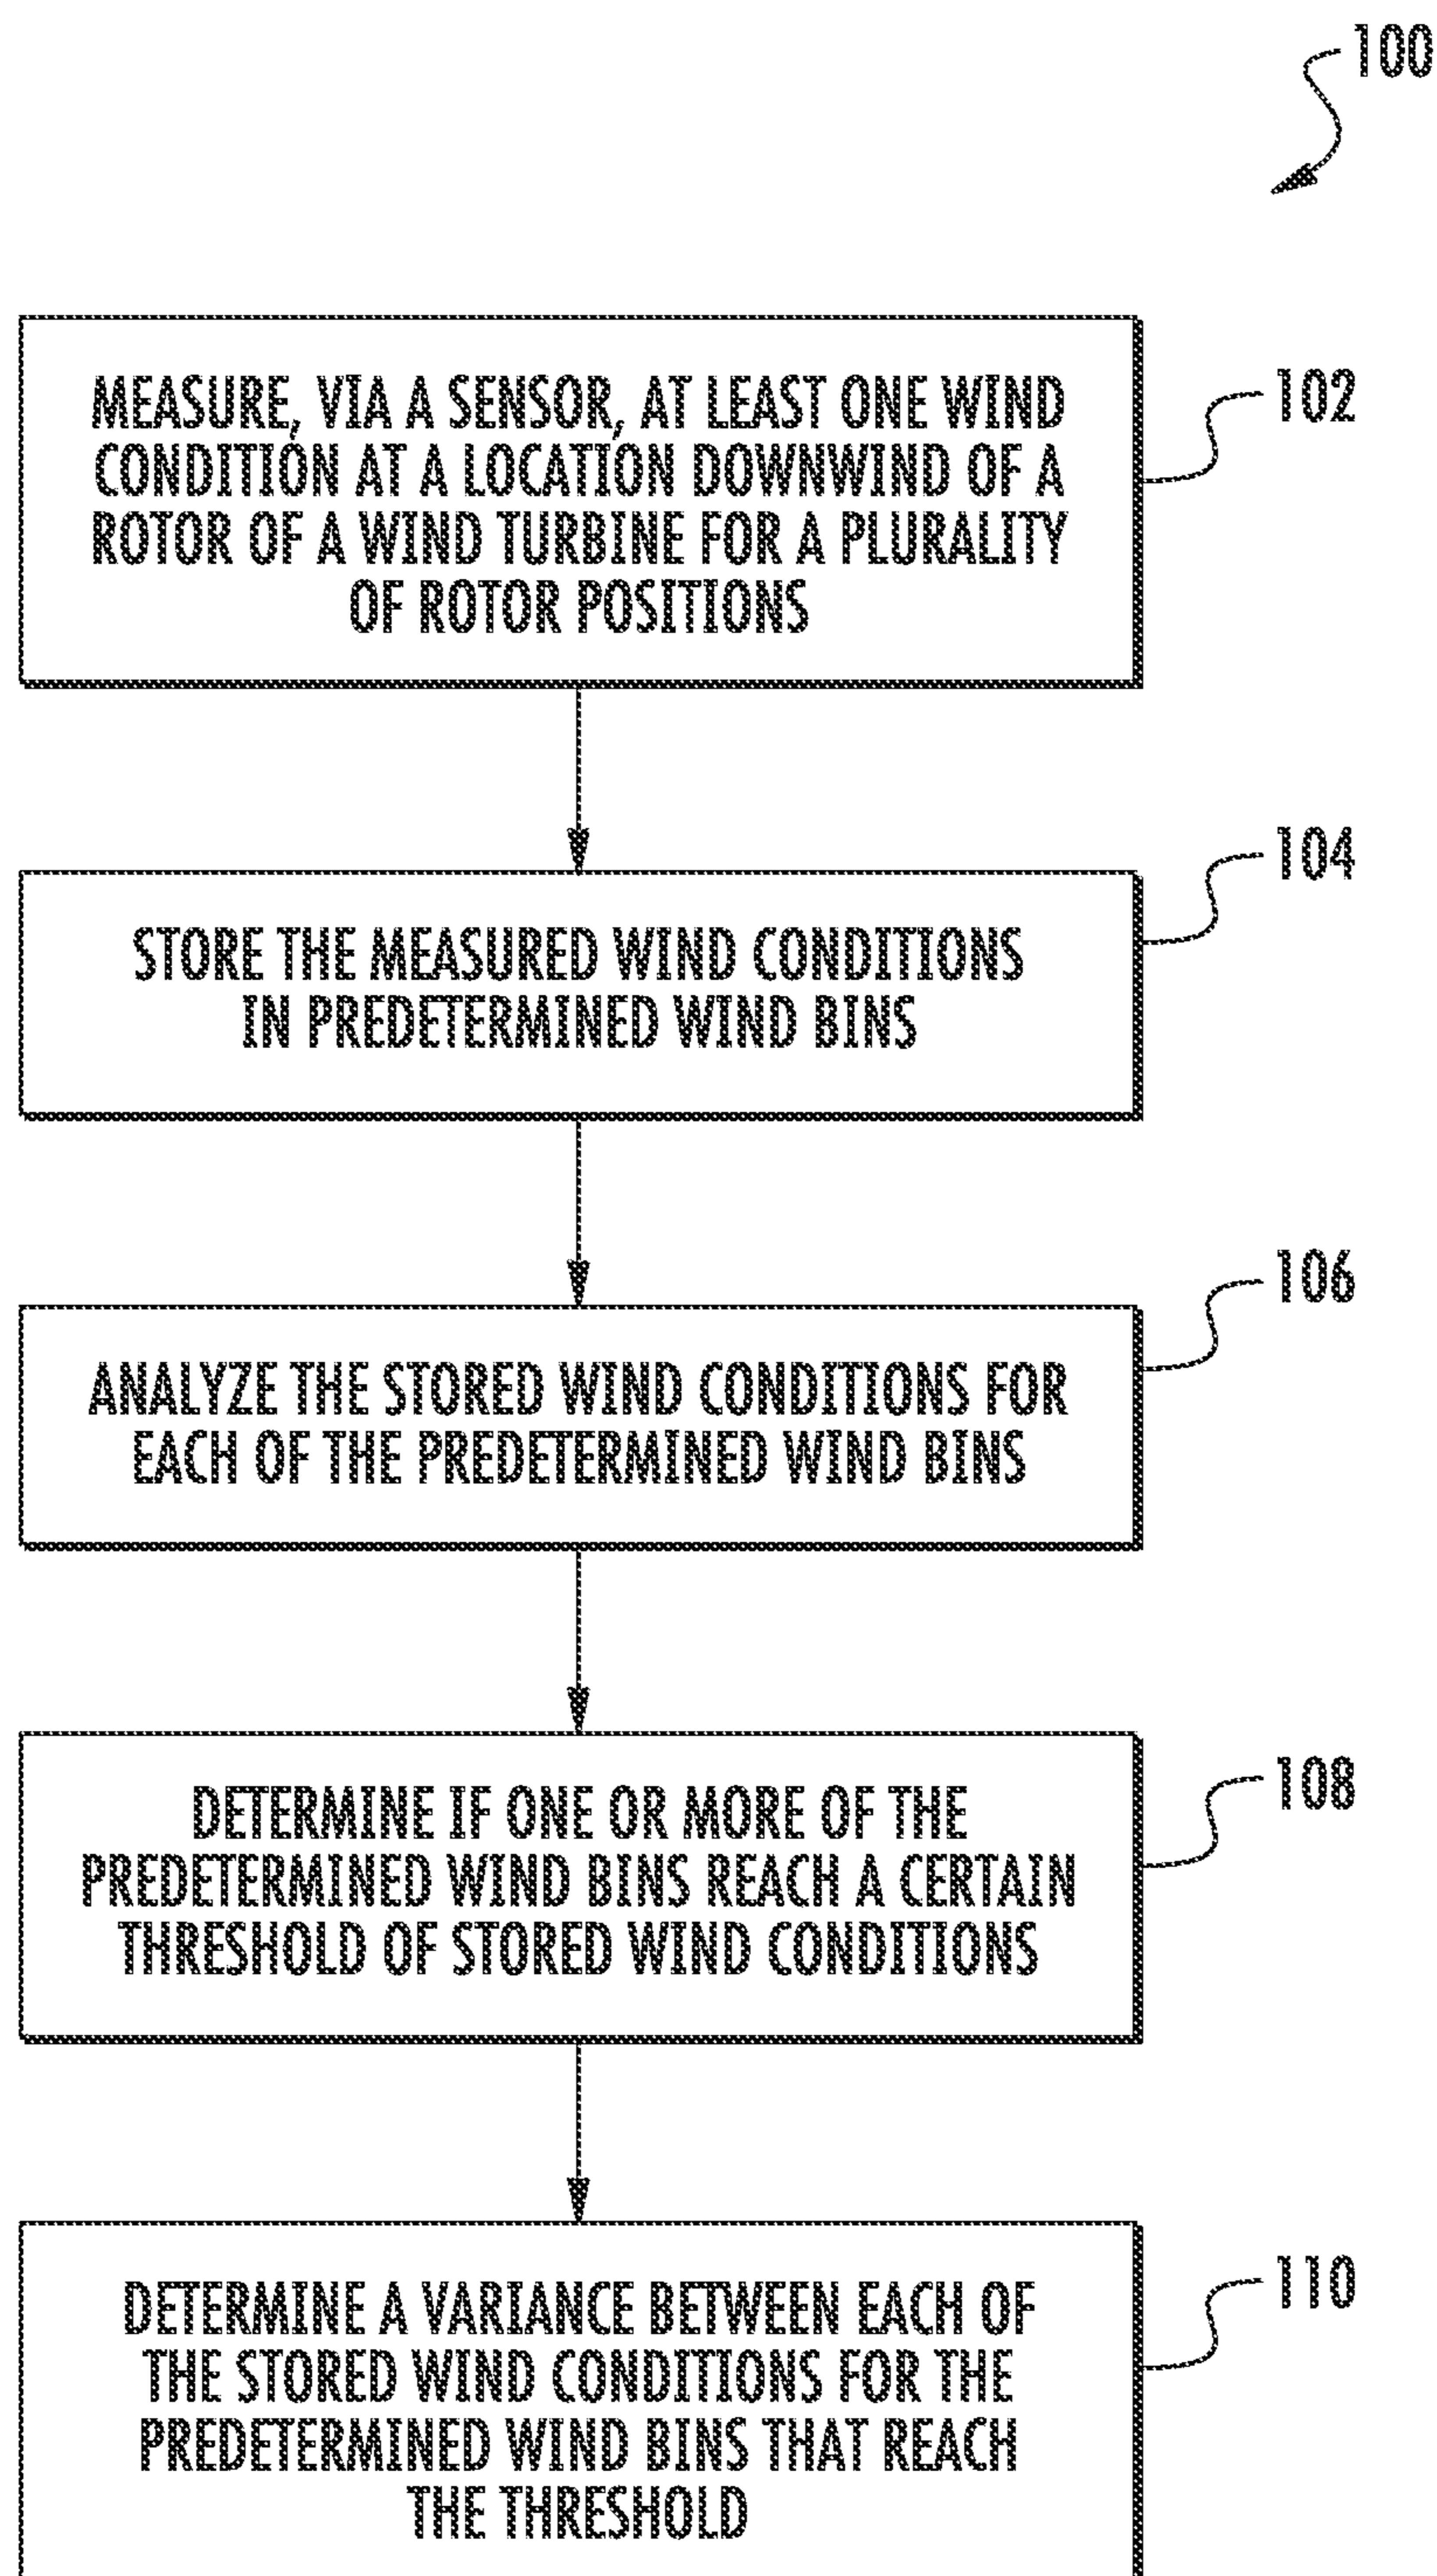 100
MEASURE, VIA A SENSOR, AT LEAST ONE WIND
CONDITION AT A LOCATION DOWNWIND OF A
ROTOR OF A WIND TURBINE FOR A PLURALITY
OF ROTOR POSITIONS
102
STORE THE MEASURED WIND CONDITIONS
IN PREDETERMINED WIND BINS
104
ANALYZE THE STORED WIND CONDITIONS FOR
EACH OF THE PREDETERMINED WIND BINS
106
DETERMINE IF ONE OR MORE OF THE
PREDETERMINED WIND BINS REACH A CERTAIN
THRESHOLD OF STORED WIND CONDITIONS
108
DETERMINE A VARIANCE BETWEEN EACH OF
THE STORED WIND CONDITIONS FOR THE
PREDETERMINED WIND BINS THAT REACH
THE THRESHOLD
110